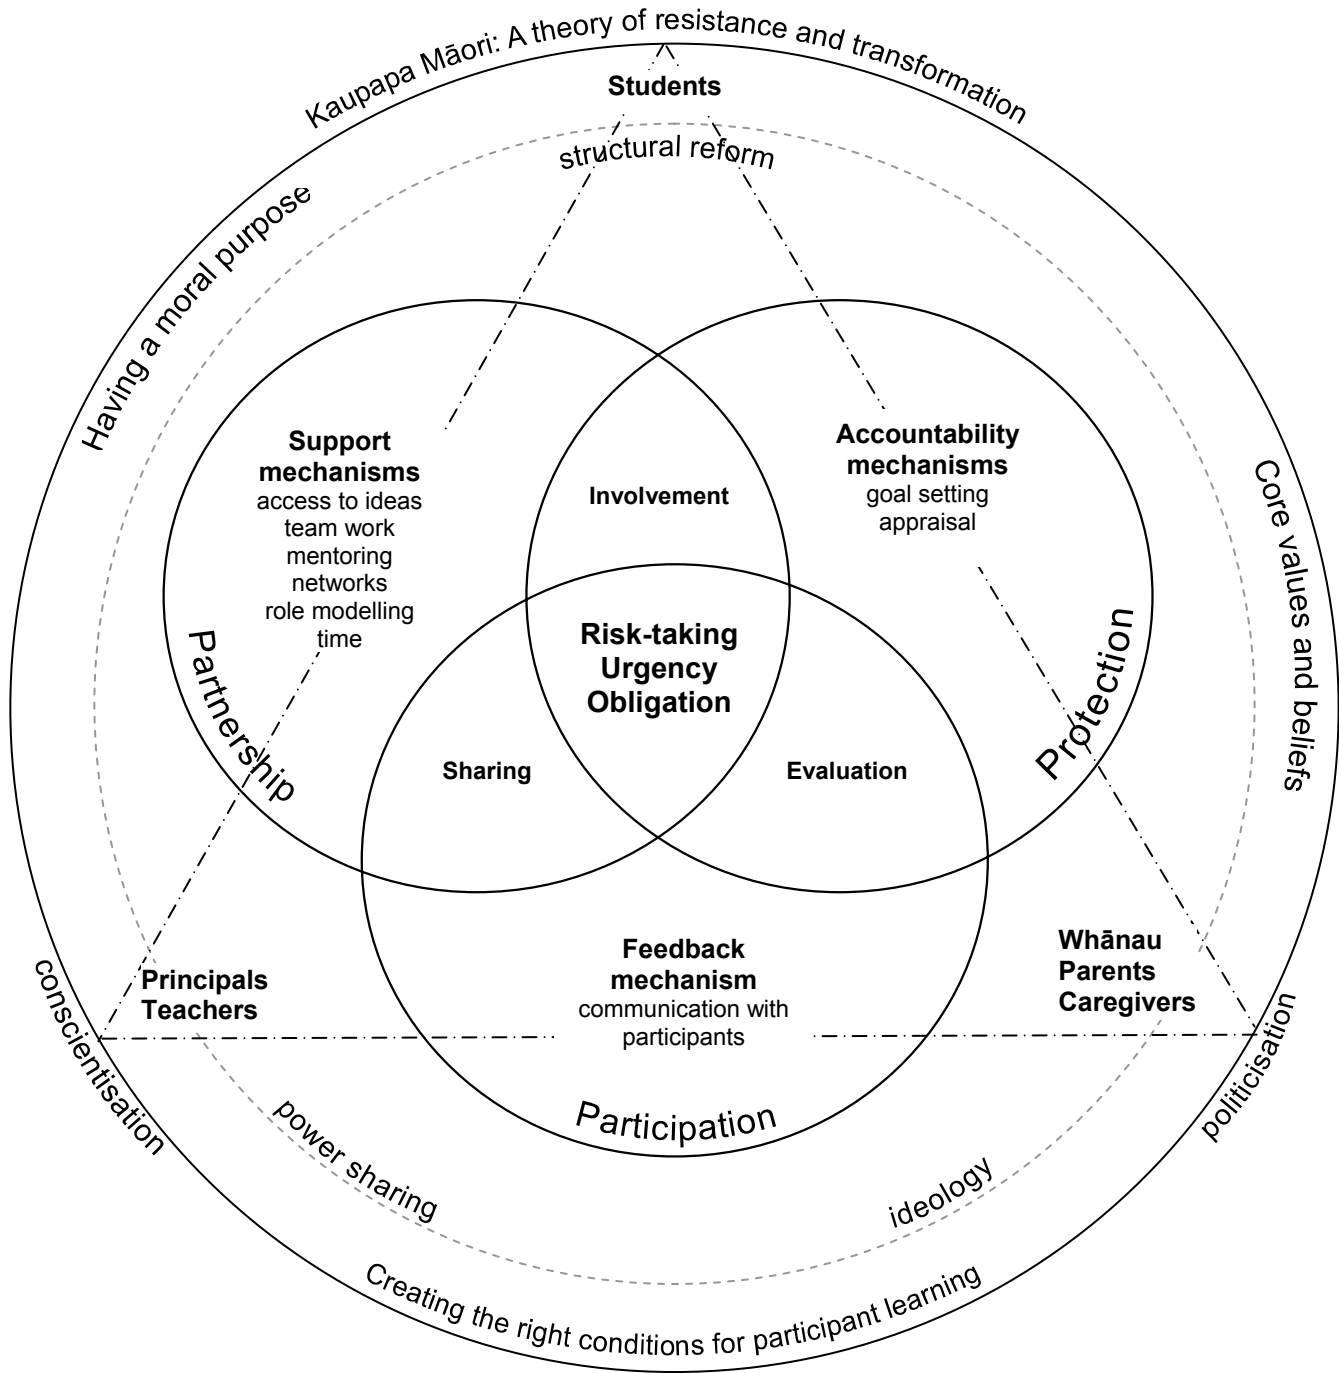 Kaupapa Māori: A theory of resistance and transformation
Students
structural reform
Having a moral purpose
Core values and beliefs
Support
mechanisms
access to ideas
team work
mentoring
networks
role modelling
time
Involvement
Accountability
mechanisms
goal setting
appraisal
Risk-taking
Urgency
Obligation
Partnership
Protection
Sharing
Evaluation
Feedback
mechanism
communication with
participants
Principals
Teachers
Whānau
Parents
Caregivers
conscientisation
politicisation
Participation
power sharing
ideology
Creating the right conditions for participant learning